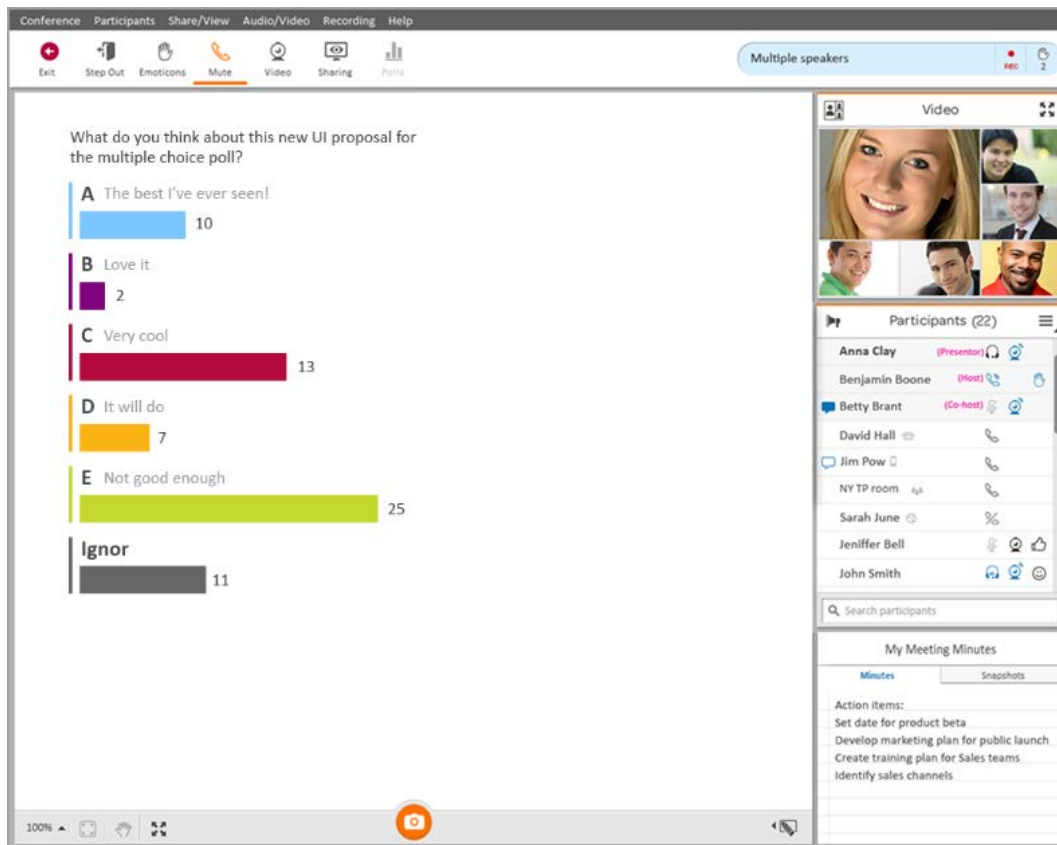 Conference Participants Share/View Audio/Video Recording Help
Exit Step Out Emoticons Mute Video Sharing Polls
Multiple speakers REC 2
What do you think about this new UI proposal for
the multiple choice poll?
A The best I've ever seen!
10
B Love it
2
C Very cool
13
D It will do
7
E Not good enough
25
Ignor
11
100%
Video
Participants (22)
Anna Clay (Presentor)
Benjamin Boone (Host)
Betty Brant (Co-host)
David Hall
Jim Pow
NY TP room
Sarah June
Jeniffer Bell
John Smith
Search participants
My Meeting Minutes
Minutes Snapshots
Action items:
Set date for product beta
Develop marketing plan for public launch
Create training plan for Sales teams
Identify sales channels